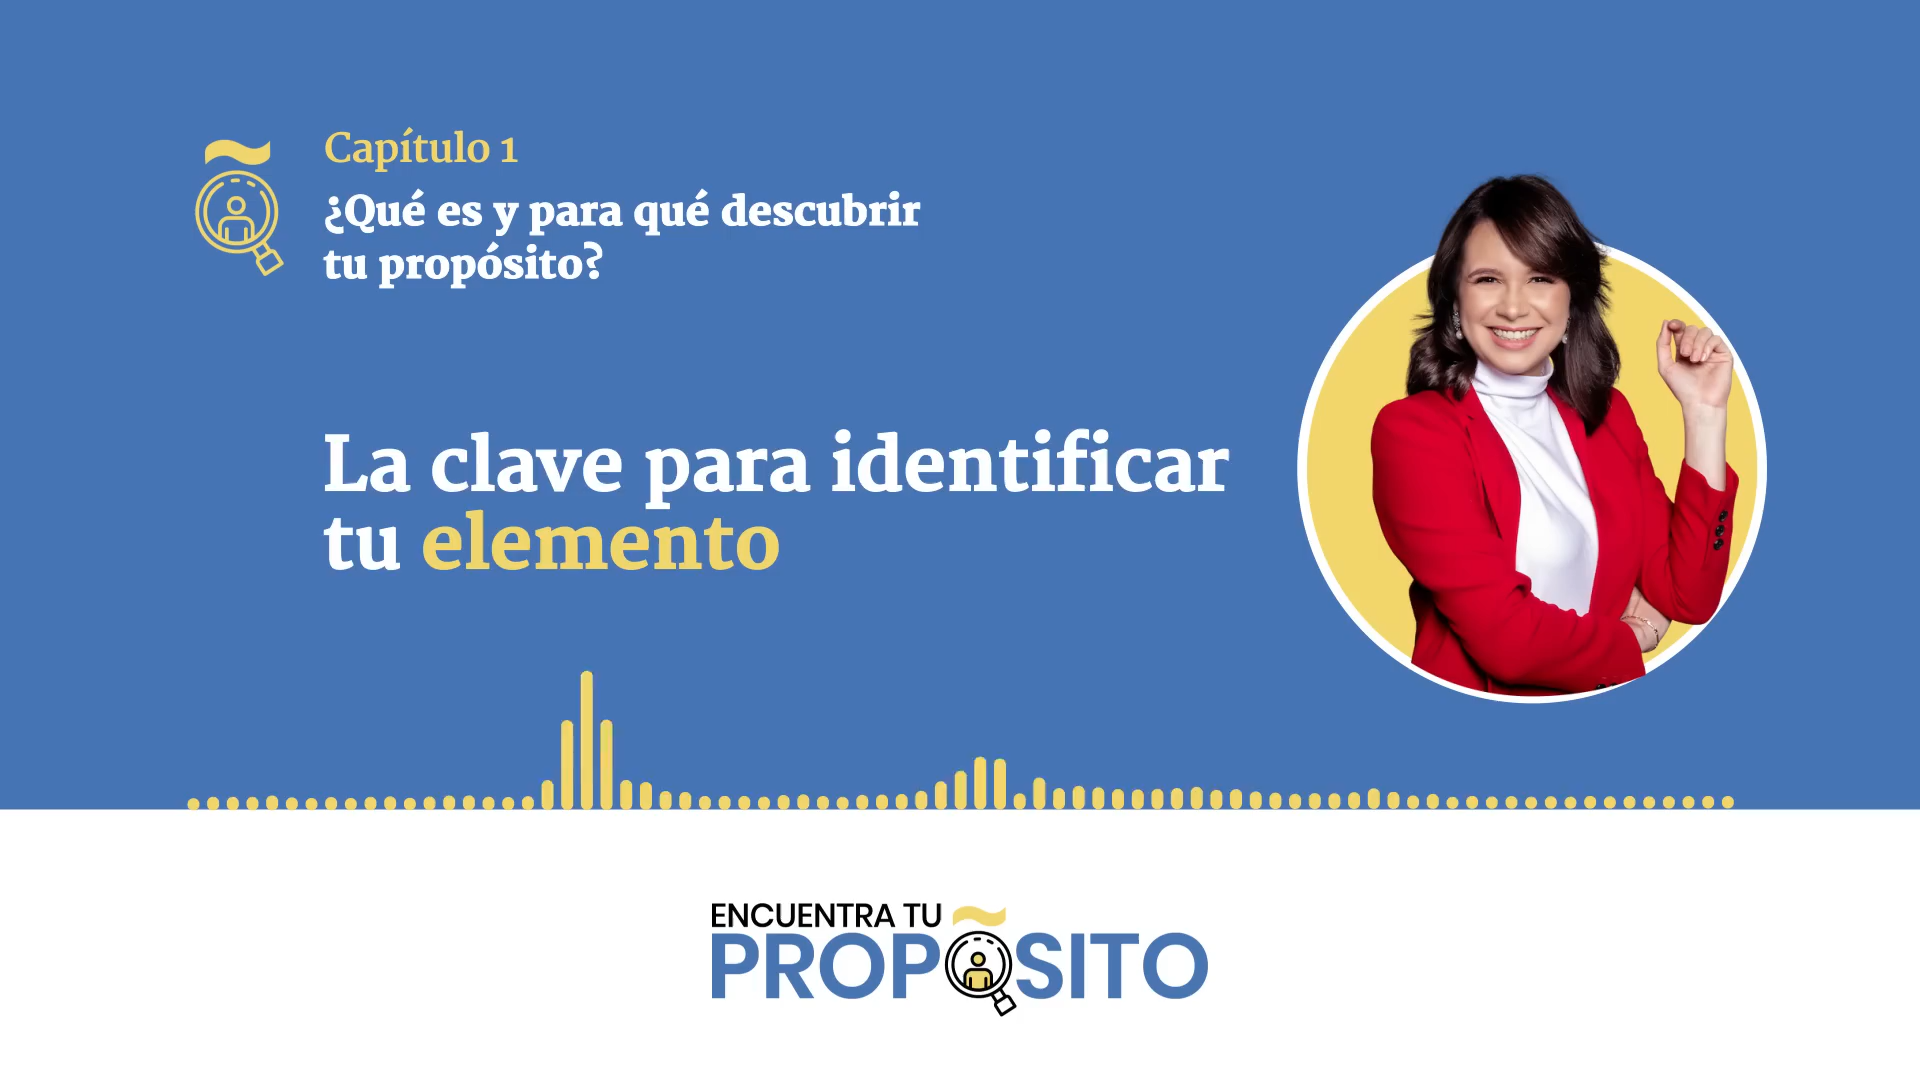 Capítulo 1
¿Qué es y para qué descubrir
tu propósito?
La clave para identificar
tu elemento
ENCUENTRA TU
PROPÓSITO